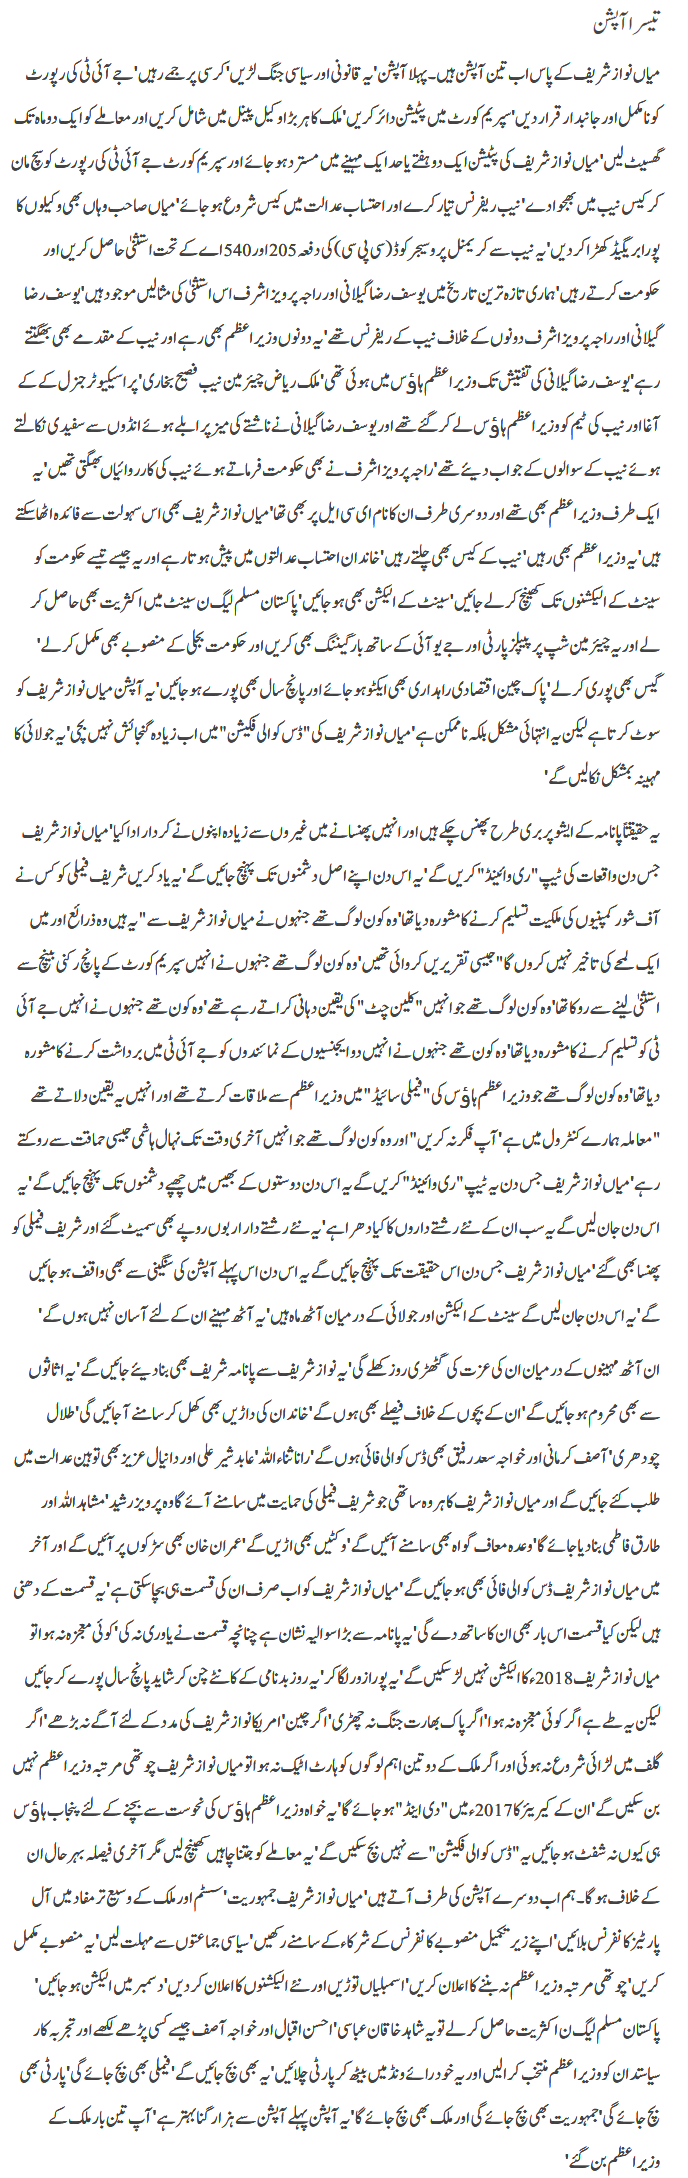 تیسرا آپشن
میاں نواز شریف کے پاس اب تین آپشن ہیں۔ پہلا آپشن' یہ قانونی اور سیاسی جنگ لڑیں' کرسی پر جمے رہیں' جے آئی ٹی کی رپورٹ
کو نامکمل اور جانبدار قرار دیں' سپریم کورٹ میں پٹیشن دائر کریں' ملک کا ہر بڑا وکیل پینل میں شامل کریں اور معاملے کو ایک دو ماہ تک
گھسیٹ لیں' میاں نواز شریف کی پٹیشن ایک دو ہفتے یا حد ایک مہینے میں مسترد ہو جائے اور سپریم کورٹ جے آئی ٹی کی رپورٹ کو سچ مان
کر کیس نیب میں بھجوا دے' نیب ریفرنس تیار کرے اور احتساب عدالت میں کیس شروع ہو جائے' میاں صاحب وہاں بھی وکیلوں کا
پورا بریگیڈ کھڑا کر دیں' یہ نیب سے کریمنل پروسیجر کوڈ (سی پی سی) کی دفعہ 205 اور 540 اے کے تحت استثنیٰ حاصل کریں اور
حکومت کرتے رہیں' ہماری تازہ ترین تاریخ میں یوسف رضا گیلانی اور راجہ پرویز اشرف اس استثنیٰ کی مثالیں موجود ہیں' یوسف رضا
گیلانی اور راجہ پرویز اشرف دونوں کے خلاف نیب کے ریفرنس تھے' یہ دونوں وزیراعظم بھی رہے اور نیب کے مقدمے بھی بھگتتے
رہے' یوسف رضا گیلانی کی تفتیش تک وزیراعظم ہاؤس میں ہوئی تھی' ملک ریاض چیئرمین نیب فصیح بخاری' پراسیکیوٹر جنرل کے کے
آغا اور نیب کی ٹیم کو وزیراعظم ہاؤس لے کر گئے تھے اور یوسف رضا گیلانی نے ناشتے کی میز پر ابلے ہوئے انڈوں سے سفیدی نکالتے
ہوئے نیب کے سوالوں کے جواب دیئے تھے' راجہ پرویز اشرف نے بھی حکومت فرماتے ہوئے نیب کی کارروائیاں بھگتی تھیں' یہ
ایک طرف وزیراعظم بھی تھے اور دوسری طرف ان کا نام ای سی ایل پر بھی تھا' میاں نواز شریف بھی اس سہولت سے فائدہ اٹھا سکتے
ہیں' یہ وزیراعظم بھی رہیں' نیب کے کیس بھی چلتے رہیں' خاندان احتساب عدالتوں میں پیش ہوتا رہے اور یہ جیسے تیسے حکومت کو
سینٹ کے الیکشنوں تک کھینچ کر لے جائیں' سینٹ کے الیکشن بھی ہو جائیں' پاکستان مسلم لیگ ن سینٹ میں اکثریت بھی حاصل کر
لے اور یہ چیئرمین شپ پر پیپلز پارٹی اور جے یو آئی کے ساتھ بارگیننگ بھی کریں اور حکومت بجلی کے منصوبے بھی مکمل کر لے'
گیس بھی پوری کر لے' پاک چین اقتصادی راہداری بھی ایکٹو ہو جائے اور پانچ سال بھی پورے ہو جائیں' یہ آپشن میاں نواز شریف کو
سوٹ کرتا ہے لیکن یہ انتہائی مشکل بلکہ ناممکن ہے' میاں نواز شریف کی "ڈس کوالی فکیشن" میں اب زیادہ گنجائش نہیں بچی' یہ جولائی کا
مہینہ بمشکل نکالیں گے'
یہ حقیقتاً پانامہ کے ایشو پر بری طرح پھنس چکے ہیں اور انہیں پھنسانے میں غیروں سے زیادہ اپنوں نے کردار ادا کیا' میاں نواز شریف
جس دن واقعات کی ٹیپ "ری وائینڈ" کریں گے' یہ اس دن اپنے اصل دشمنوں تک پہنچ جائیں گے' یہ یاد کریں شریف فیملی کو کس نے
آف شور کمپنیوں کی ملکیت تسلیم کرنے کا مشورہ دیا تھا' وہ کون لوگ تھے جنہوں نے میاں نواز شریف سے "یہ ہیں وہ ذرائع اور میں
ایک لمحے کی تاخیر نہیں کروں گا" جیسی تقریریں کروائی تھیں' وہ کون لوگ تھے جنہوں نے انہیں سپریم کورٹ کے پانچ رکنی بینچ سے
استثنیٰ لینے سے روکا تھا' وہ کون لوگ تھے جو انہیں "کلین چٹ" کی یقین دہانی کراتے رہے تھے' وہ کون تھے جنہوں نے انہیں جے آئی
ٹی کو تسلیم کرنے کا مشورہ دیا تھا' وہ کون تھے جنہوں نے انہیں دو ایجنسیوں کے نمائندوں کو جے آئی ٹی میں برداشت کرنے کا مشورہ
دیا تھا' وہ کون لوگ تھے جو وزیراعظم ہاؤس کی "فیملی سائیڈ" میں وزیراعظم سے ملاقات کرتے تھے اور انہیں یہ یقین دلاتے تھے
"معاملہ ہمارے کنٹرول میں ہے' آپ فکر نہ کریں" اور وہ کون لوگ تھے جو انہیں آخری وقت تک نہال ہاشمی جیسی حماقت سے روکتے
رہے' میاں نواز شریف جس دن یہ ٹیپ "ری وائینڈ" کریں گے یہ اس دن دوستوں کے بھیس میں چھپے دشمنوں تک پہنچ جائیں گے' یہ
اس دن جان لیں گے یہ سب ان کے نئے رشتے داروں کا کیا دھرا ہے' یہ نئے رشتے دار اربوں روپے بھی سمیٹ گئے اور شریف فیملی کو
پھنسا بھی گئے' میاں نواز شریف جس دن اس حقیقت تک پہنچ جائیں گے یہ اس دن اس پہلے آپشن کی سنگینی سے بھی واقف ہو جائیں
گے' یہ اس دن جان لیں گے سینٹ کے الیکشن اور جولائی کے درمیان آٹھ ماہ ہیں' یہ آٹھ مہینے ان کے لئے آسان نہیں ہوں گے'
ان آٹھ مہینوں کے درمیان ان کی عزت کی گٹھڑی روز کھلے گی' یہ نواز شریف سے پانامہ شریف بھی بنا دیئے جائیں گے' یہ اثاثوں
سے بھی محروم ہو جائیں گے' ان کے بچوں کے خلاف فیصلے بھی ہوں گے' خاندان کی داڑیں بھی کھل کر سامنے آ جائیں گی' طلال
چودھری' آصف کرمانی اور خواجہ سعد رفیق بھی ڈس کوالی فائی ہوں گے' رانا ثناء اللہ' عابد شیر علی اور دانیال عزیز بھی توہین عدالت میں
طلب کئے جائیں گے اور میاں نواز شریف کا ہر وہ ساتھی جو شریف فیملی کی حمایت میں سامنے آئے گا وہ پرویز رشید' مشاہد اللہ اور
طارق فاطمی بنا دیا جائے گا' وعدہ معاف گواہ بھی سامنے آئیں گے' وکٹیں بھی اڑیں گے' عمران خان بھی سڑکوں پر آئیں گے اور آخر
میں میاں نواز شریف ڈس کوالی فائی بھی ہو جائیں گے' میاں نواز شریف کو اب صرف ان کی قسمت ہی بچا سکتی ہے' یہ قسمت کے دھنی
ہیں لیکن کیا قسمت اس بار بھی ان کا ساتھ دے گی' یہ پانامہ سے بڑا سوالیہ نشان ہے چنانچہ قسمت نے یاوری نہ کی' کوئی معجزہ نہ ہوا تو
میاں نواز شریف 2018ء کا الیکشن نہیں لڑ سکیں گے' یہ پورا زور لگا کر' یہ روز بدنامی کے کانٹے چن کر شاید پانچ سال پورے کر جائیں
لیکن یہ طے ہے اگر کوئی معجزہ نہ ہوا' اگر پاک بھارت جنگ نہ چھڑی' اگر چین' امریکا نواز شریف کی مدد کے لئے آگے نہ بڑھے' اگر
گلف میں لڑائی شروع نہ ہوئی اور اگر ملک کے دو تین اہم لوگوں کو ہارٹ اٹیک نہ ہوا تو میاں نواز شریف چوتھی مرتبہ وزیراعظم نہیں
بن سکیں گے' ان کے کیریئر کا 2017ء میں "دی اینڈ" ہو جائے گا' یہ خواہ وزیراعظم ہاؤس کی نحوست سے بچنے کے لئے پنجاب ہاؤس
ہی کیوں نہ شفٹ ہو جائیں یہ "ڈس کوالی فکیشن" سے نہیں بچ سکیں گے' یہ معاملے کو جتنا چاہیں کھینچ لیں مگر آخری فیصلہ بہرحال ان
کے خلاف ہو گا۔ ہم اب دوسرے آپشن کی طرف آتے ہیں' میاں نواز شریف جمہوریت' سسٹم اور ملک کے وسیع تر مفاد میں آل
پارٹیز کانفرنس بلائیں' اپنے زیر تکمیل منصوبے کانفرنس کے شرکاء کے سامنے رکھیں' سیاسی جماعتوں سے مہلت لیں' یہ منصوبے مکمل
کریں' چوتھی مرتبہ وزیراعظم نہ بننے کا اعلان کریں' اسمبلیاں توڑیں اور نئے الیکشنوں کا اعلان کر دیں' دسمبر میں الیکشن ہو جائیں'
پاکستان مسلم لیگ ن اکثریت حاصل کر لے تو یہ شاہد خاقان عباسی' احسن اقبال اور خواجہ آصف جیسے کسی پڑھے لکھے اور تجربہ کار
سیاستدان کو وزیراعظم منتخب کرا لیں اور یہ خود رائے ونڈ میں بیٹھ کر پارٹی چلائیں' یہ بھی بچ جائیں گے' فیملی بھی بچ جائے گی' پارٹی بھی
بچ جائے گی' جمہوریت بھی بچ جائے گی اور ملک بھی بچ جائے گا' یہ آپشن پہلے آپشن سے ہزار گنا بہتر ہے' آپ تین بار ملک کے
وزیراعظم بن گئے'